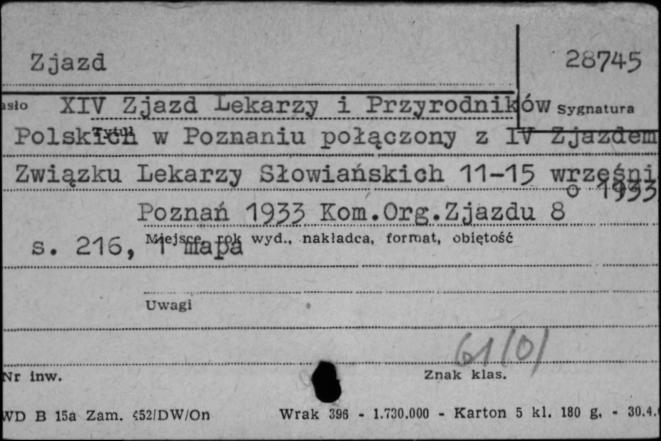 Zjazd 28745
XIV Zjazd Lekarzy i Przyrodników Sygnatura
Polskich w Poznaniu połączony z IV Zjazdem
Tytuł
Związku Lekarzy Słowiańskich 11-15 wrześni
o 1933
Poznań 1933 Kom.Org.Zjazdu 8
Miejsce, rok wyd., nakładca, format, objętość
s. 216, 1 mapa
Uwagi
61(0)
Nr inw. Znak klas.
WD B 15a Zam. 452/DW/On Wrak 396 - 1.730.000 - Karton 5 kl. 180 g. - 30.4.